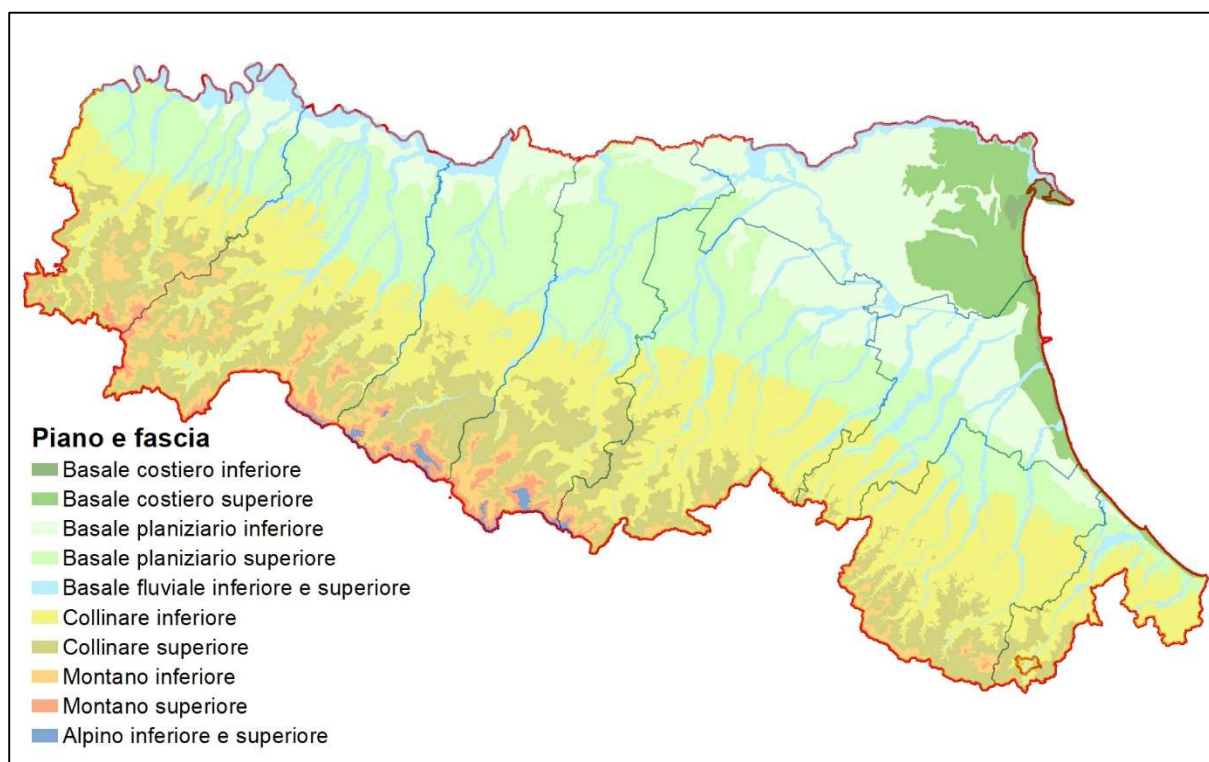 Piano e fascia
Basale costiero inferiore
Basale costiero superiore
Basale planiziario inferiore
Basale planiziario superiore
Basale fluviale inferiore e superiore
Collinare inferiore
Collinare superiore
Montano inferiore
Montano superiore
Alpino inferiore e superiore